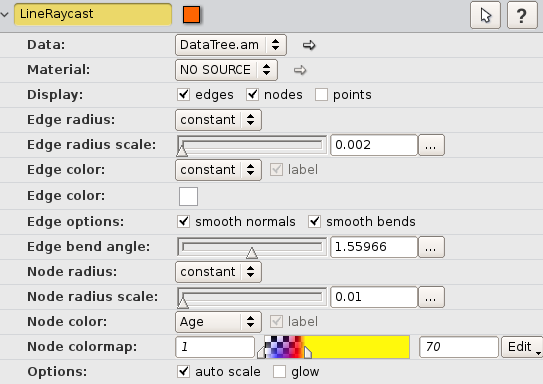 LineRaycast ?
Data: DataTree.am
Material: NO SOURCE
Display: edges nodes points
Edge radius: constant
Edge radius scale: 0.002 ...
Edge color: constant label
Edge color:
Edge options: smooth normals smooth bends
Edge bend angle: 1.55966 ...
Node radius: constant
Node radius scale: 0.01 ...
Node color: Age label
Node colormap: 1 70 Edit
Options: auto scale glow